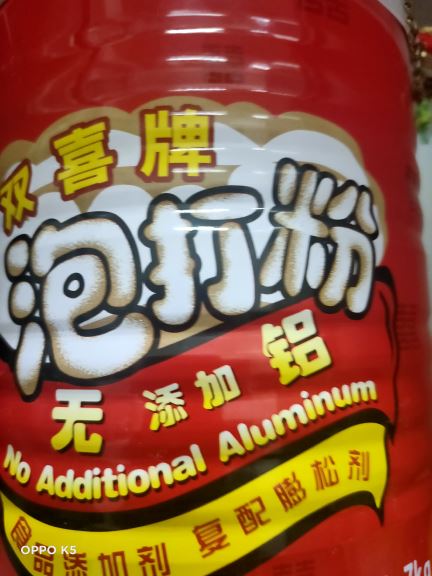 双喜牌
泡打粉
无添加铝
No Additional Aluminum
食品添加剂 复配膨松剂
OPPO K5